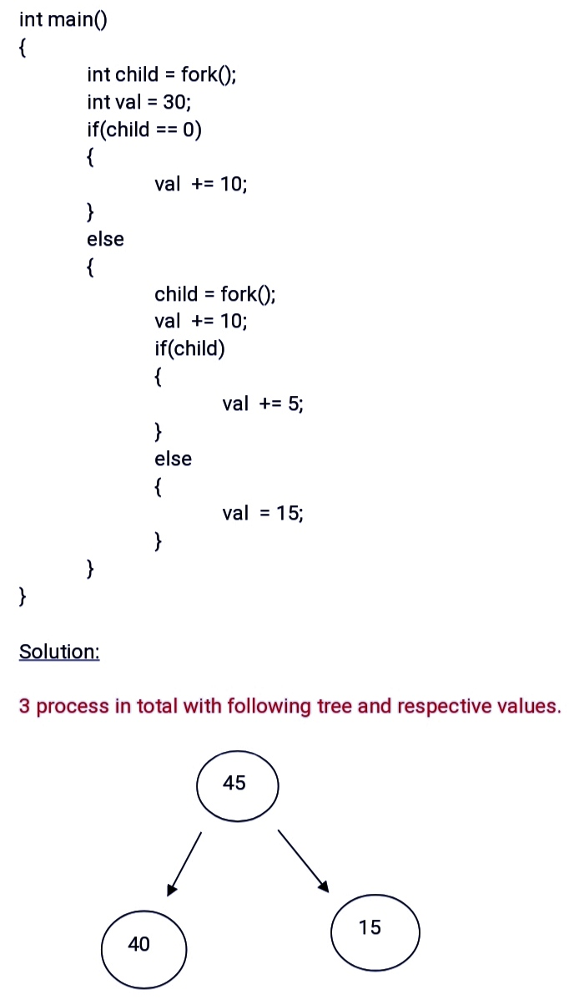 int main()
{
int child = fork();
int val = 30;
if(child == 0)
{
val += 10;
}
else
{
child = fork();
val += 10;
if(child)
{
val += 5;
}
else
{
val = 15;
}
}
}
Solution:
3 process in total with following tree and respective values.
45
40
15